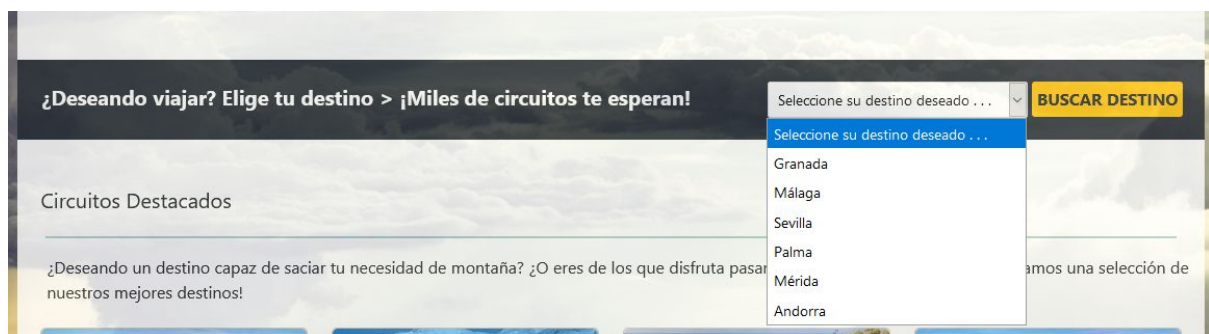 ¿Deseando viajar? Elige tu destino > ¡Miles de circuitos te esperan!
Seleccione su destino deseado . . .
BUSCAR DESTINO
Seleccione su destino deseado . . .
Granada
Málaga
Sevilla
Palma
Mérida
Andorra
Circuitos Destacados
¿Deseando un destino capaz de saciar tu necesidad de montaña? ¿O eres de los que disfruta amos una selección de
nuestros mejores destinos!